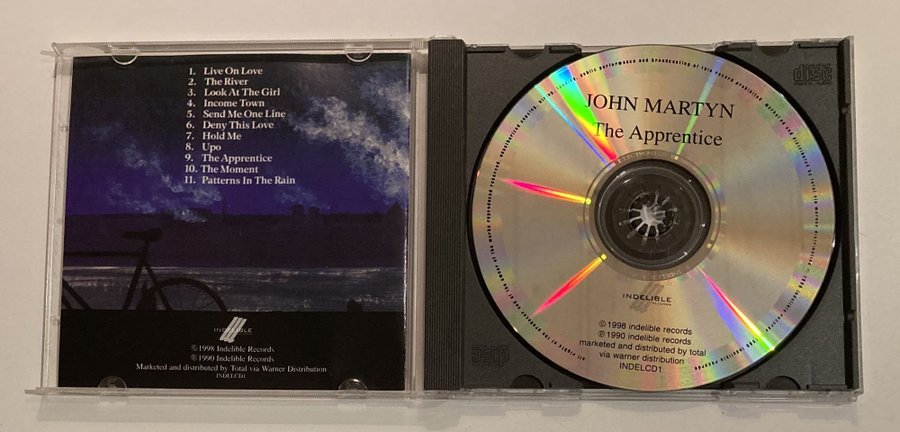 1. Live On Love
2. The River
3. Look At The Girl
4. Income Town
5. Send Me One Line
6. Deny This Love
7. Hold Me
8. Upo
9. The Apprentice
10. The Moment
11. Patterns In The Rain
INDELIBLE
℗1998 Indelible Records
℗1990 Indelible Records
Marketed and distributed by Total via Warner Distribution
INDELCD1
JOHN MARTYN
The Apprentice
INDELIBLE
℗1998 indelible records
℗1990 indelible records
marketed and distributed by total
via warner distribution
INDELCD1
disc